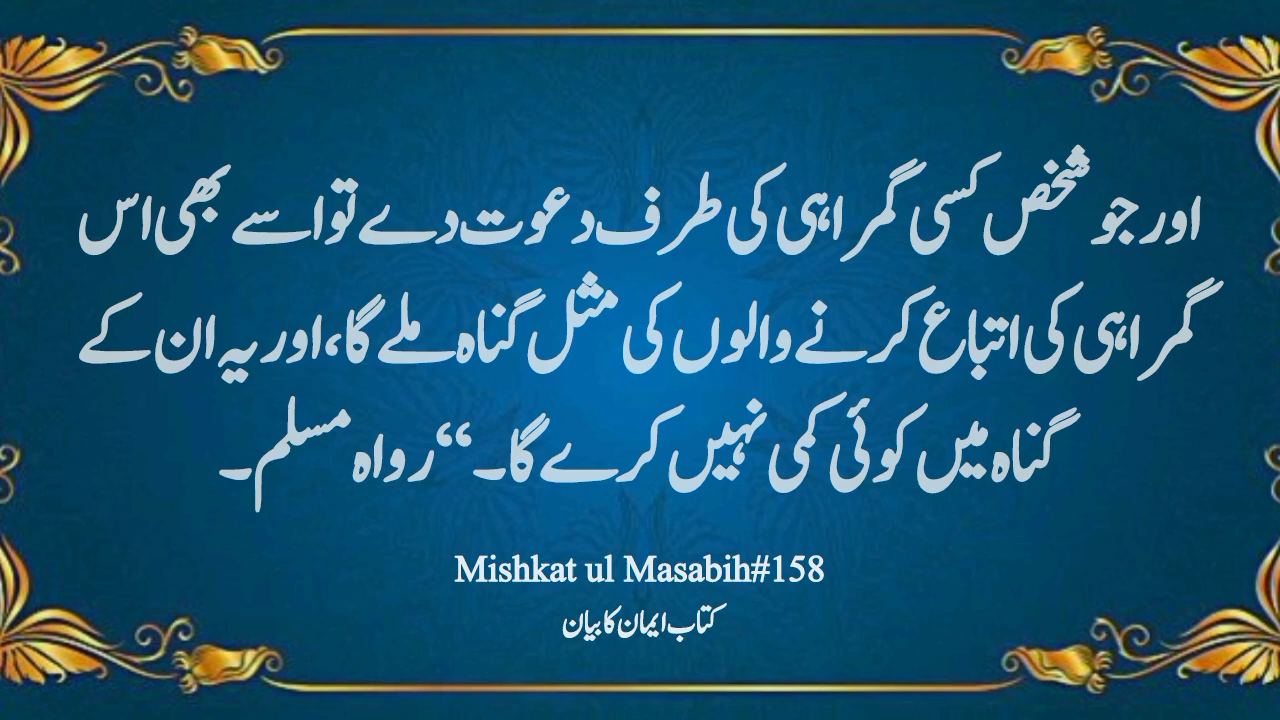 اور جو شخص کسی گمراہی کی طرف دعوت دے تو اسے بھی اس
گمراہی کی اتباع کرنے والوں کی مثل گناہ ملے گا، اور یہ ان کے
گناہ میں کوئی کمی نہیں کرے گا۔‘‘ رواہ مسلم۔
Mishkat ul Masabih#158
کتاب ایمان کا بیان